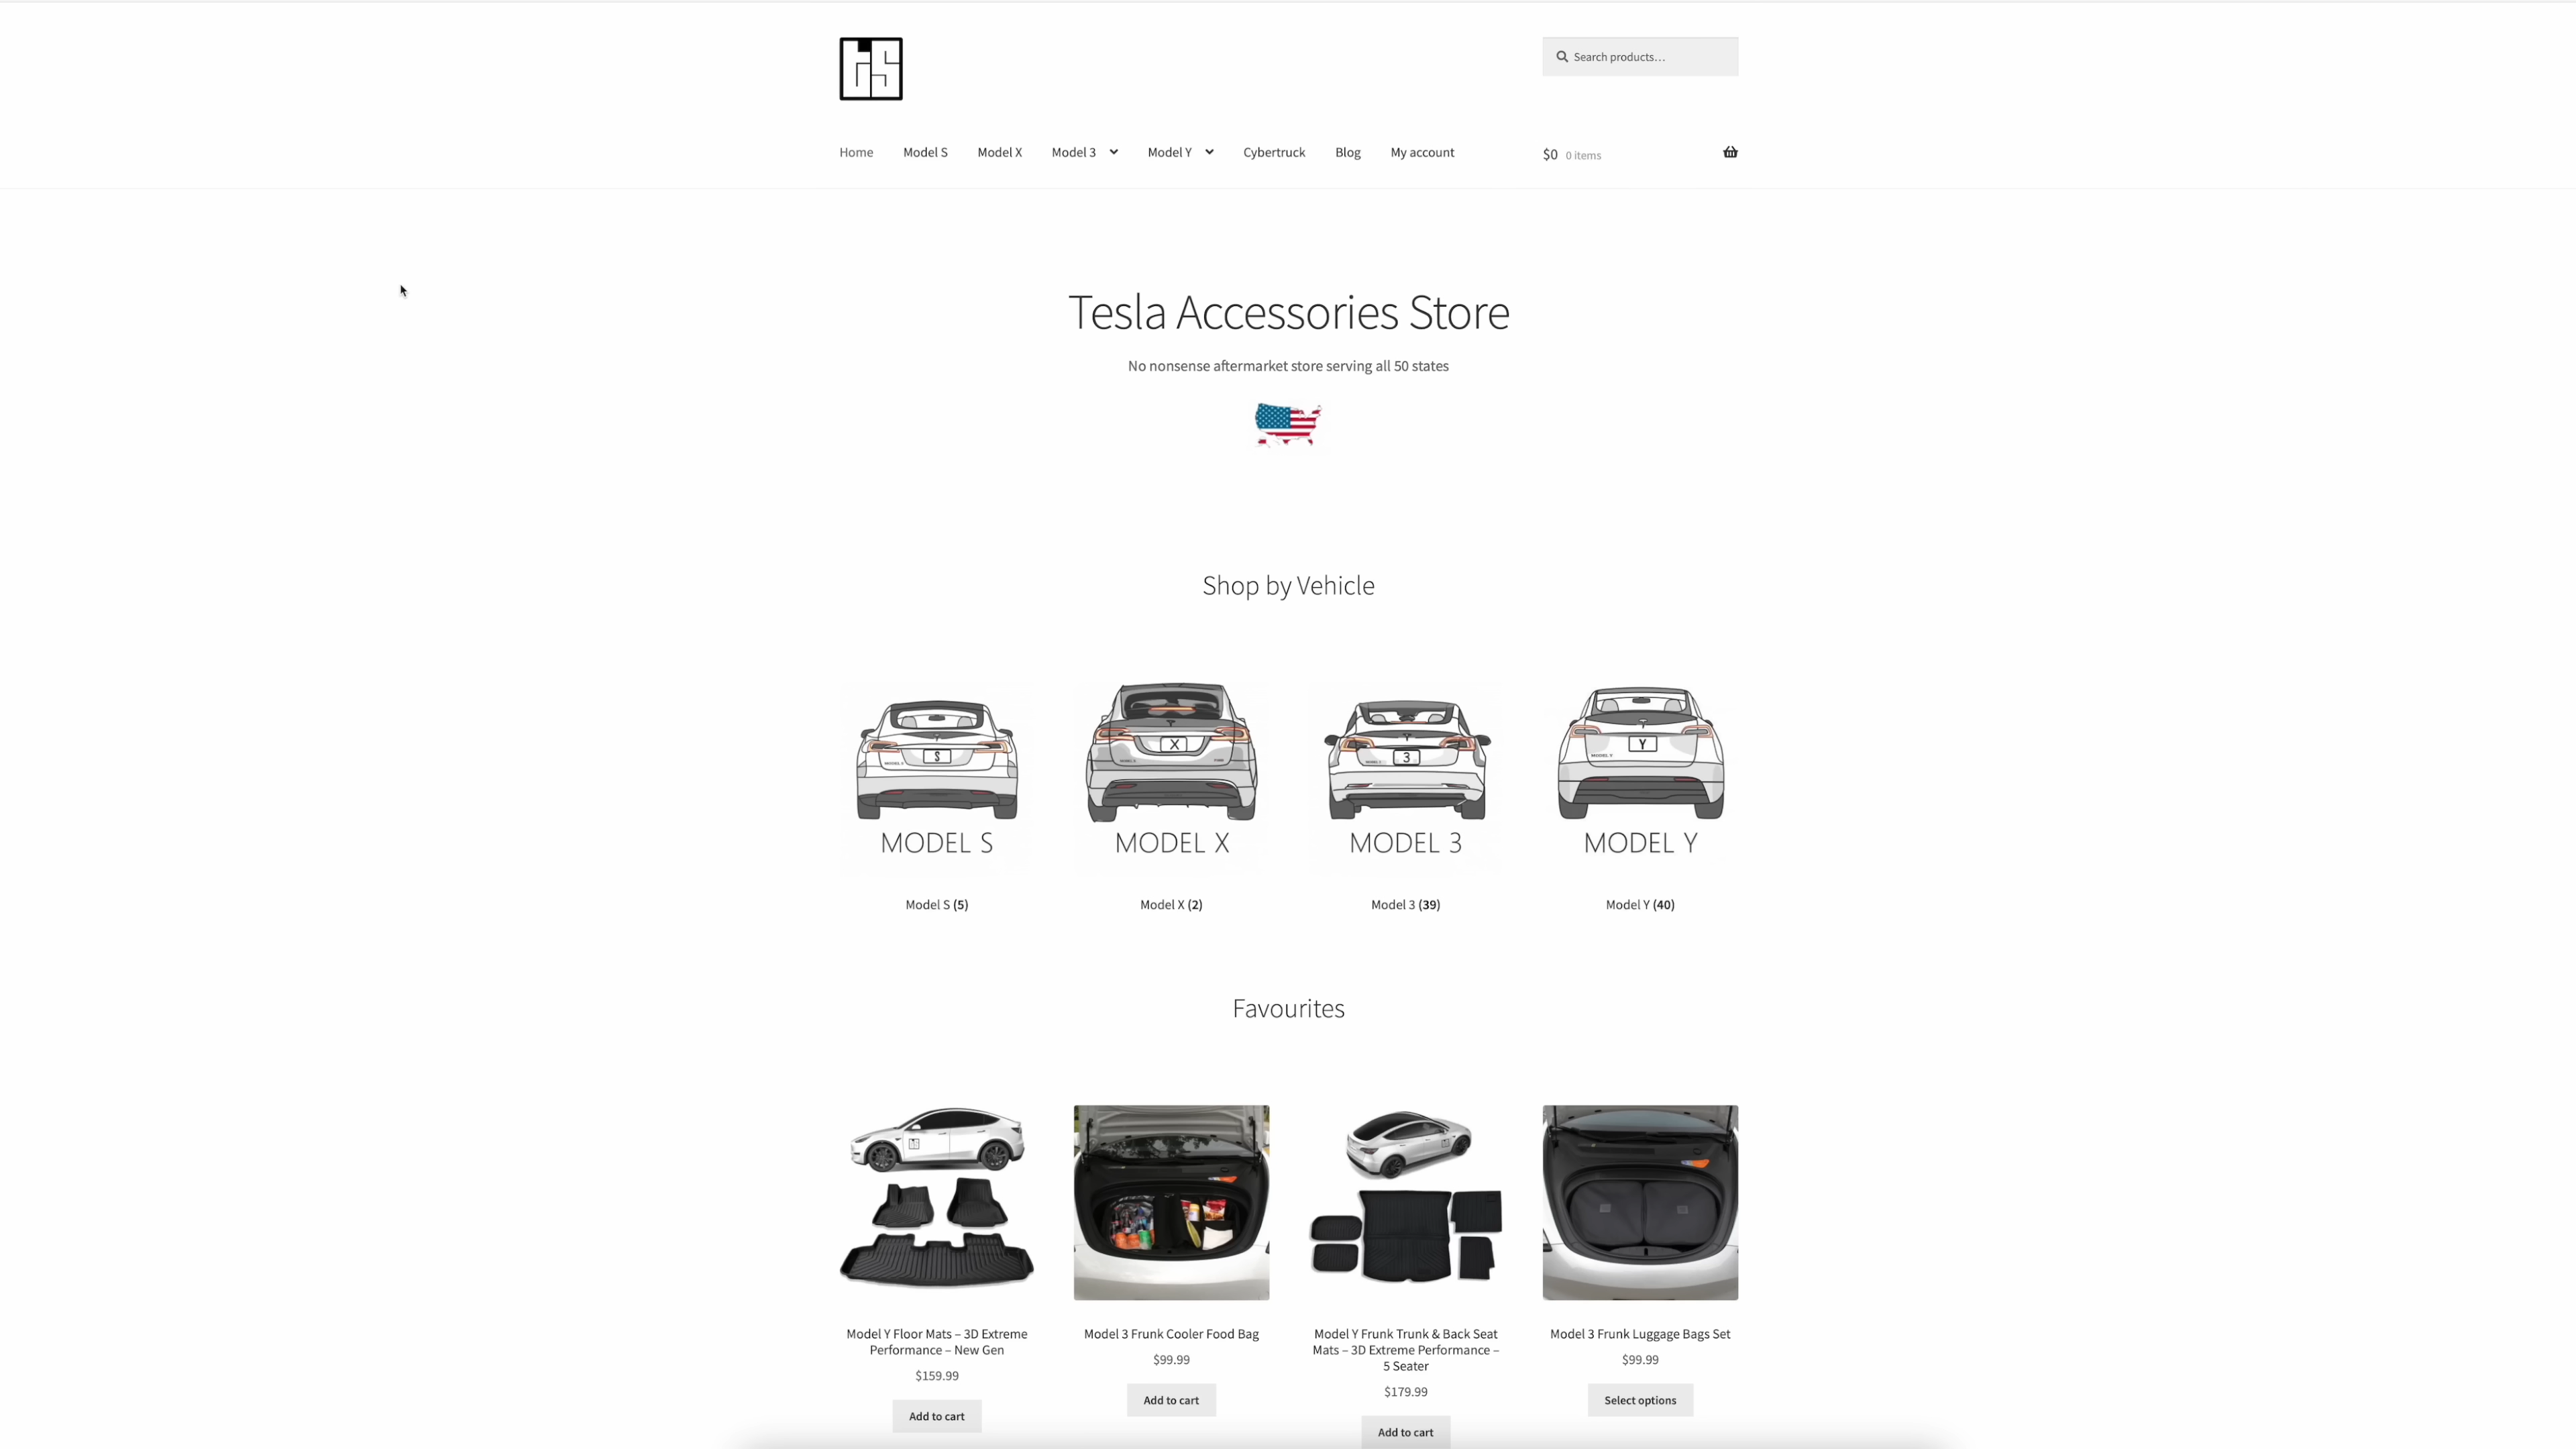 Search products...
Home Model S Model X Model 3 Model Y Cybertruck Blog My account $0 0 items
Tesla Accessories Store
No nonsense aftermarket store serving all 50 states
Shop by Vehicle
S X 3 Y
MODEL S MODEL X MODEL 3 MODEL Y
Model S (5) Model X (2) Model 3 (39) Model Y (40)
Favourites
Model Y Floor Mats – 3D Extreme
Performance – New Gen
$159.99
Add to cart
Model 3 Frunk Cooler Food Bag
$99.99
Add to cart
Model Y Frunk Trunk & Back Seat
Mats – 3D Extreme Performance –
5 Seater
$179.99
Add to cart
Model 3 Frunk Luggage Bags Set
$99.99
Select options